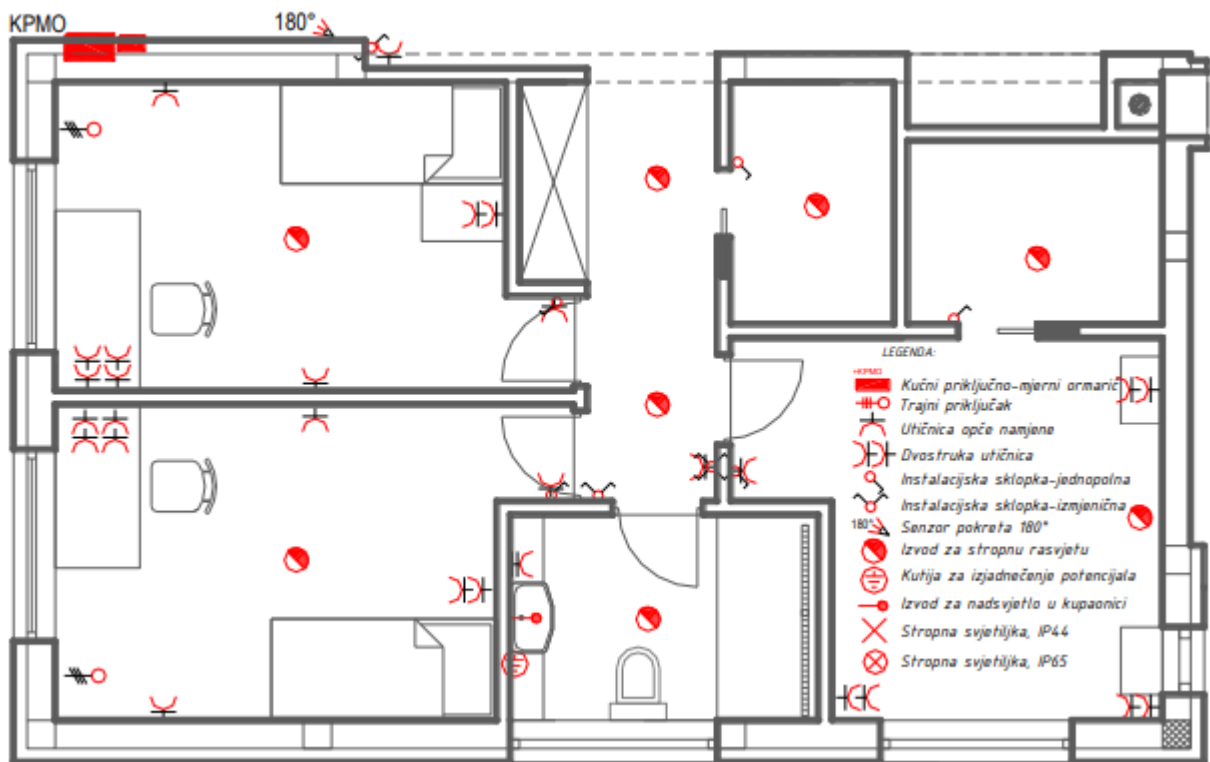 KPMO
180°
LEGENDA:
+KPMO
Kućni priključno-mjerni ormarić
Trajni priključak
Utičnica opće namjene
Dvostruka utičnica
Instalacijska sklopka-jednopolna
Instalacijska sklopka-izmjenična
180° Senzor pokreta 180°
Izvod za stropnu rasvjetu
Kutija za izjadnečenje potencijala
Izvod za nadsvjetlo u kupaonici
Stropna svjetiljka, IP44
Stropna svjetiljka, IP65